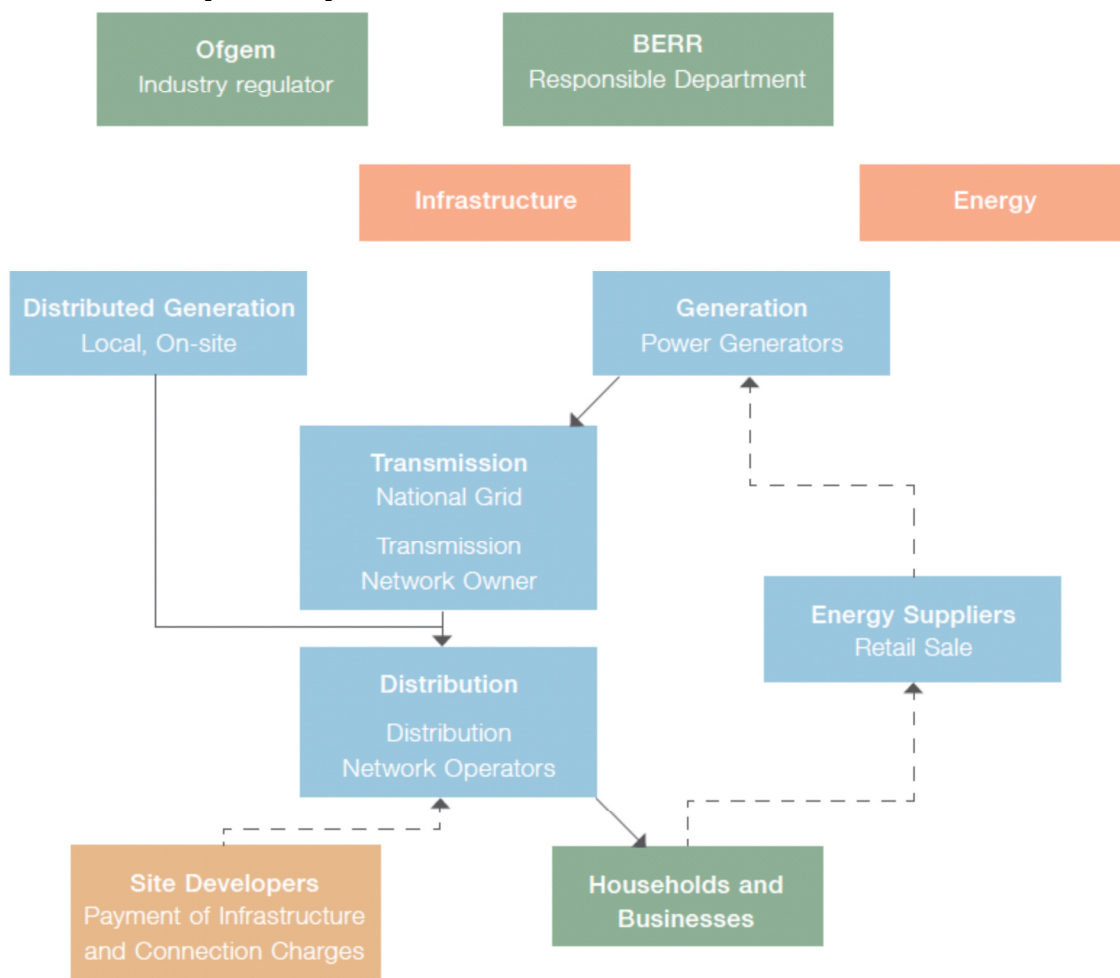 Ofgem
Industry regulator
BERR
Responsible Department
Infrastructure
Energy
Distributed Generation
Local, On-site
Generation
Power Generators
Transmission
National Grid
Transmission
Network Owner
Energy Suppliers
Retail Sale
Distribution
Distribution
Network Operators
Site Developers
Payment of Infrastructure
and Connection Charges
Households and
Businesses